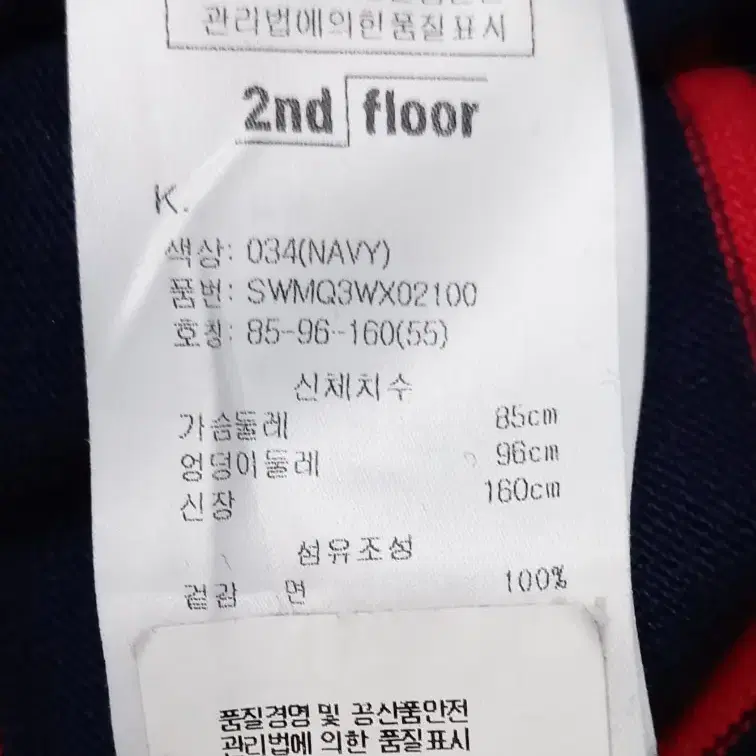 관리법에의한품질표시
2nd floor
K.
색상: 034(NAVY)
품번: SWMQ3WX02100
호칭: 85-96-160(55)
신체치수
가슴둘레 85cm
엉덩이둘레 96cm
신장 160cm
섬유조성
겉감 면 100%
품질경영 및 공산품안전
관리법에 의한 품질표시